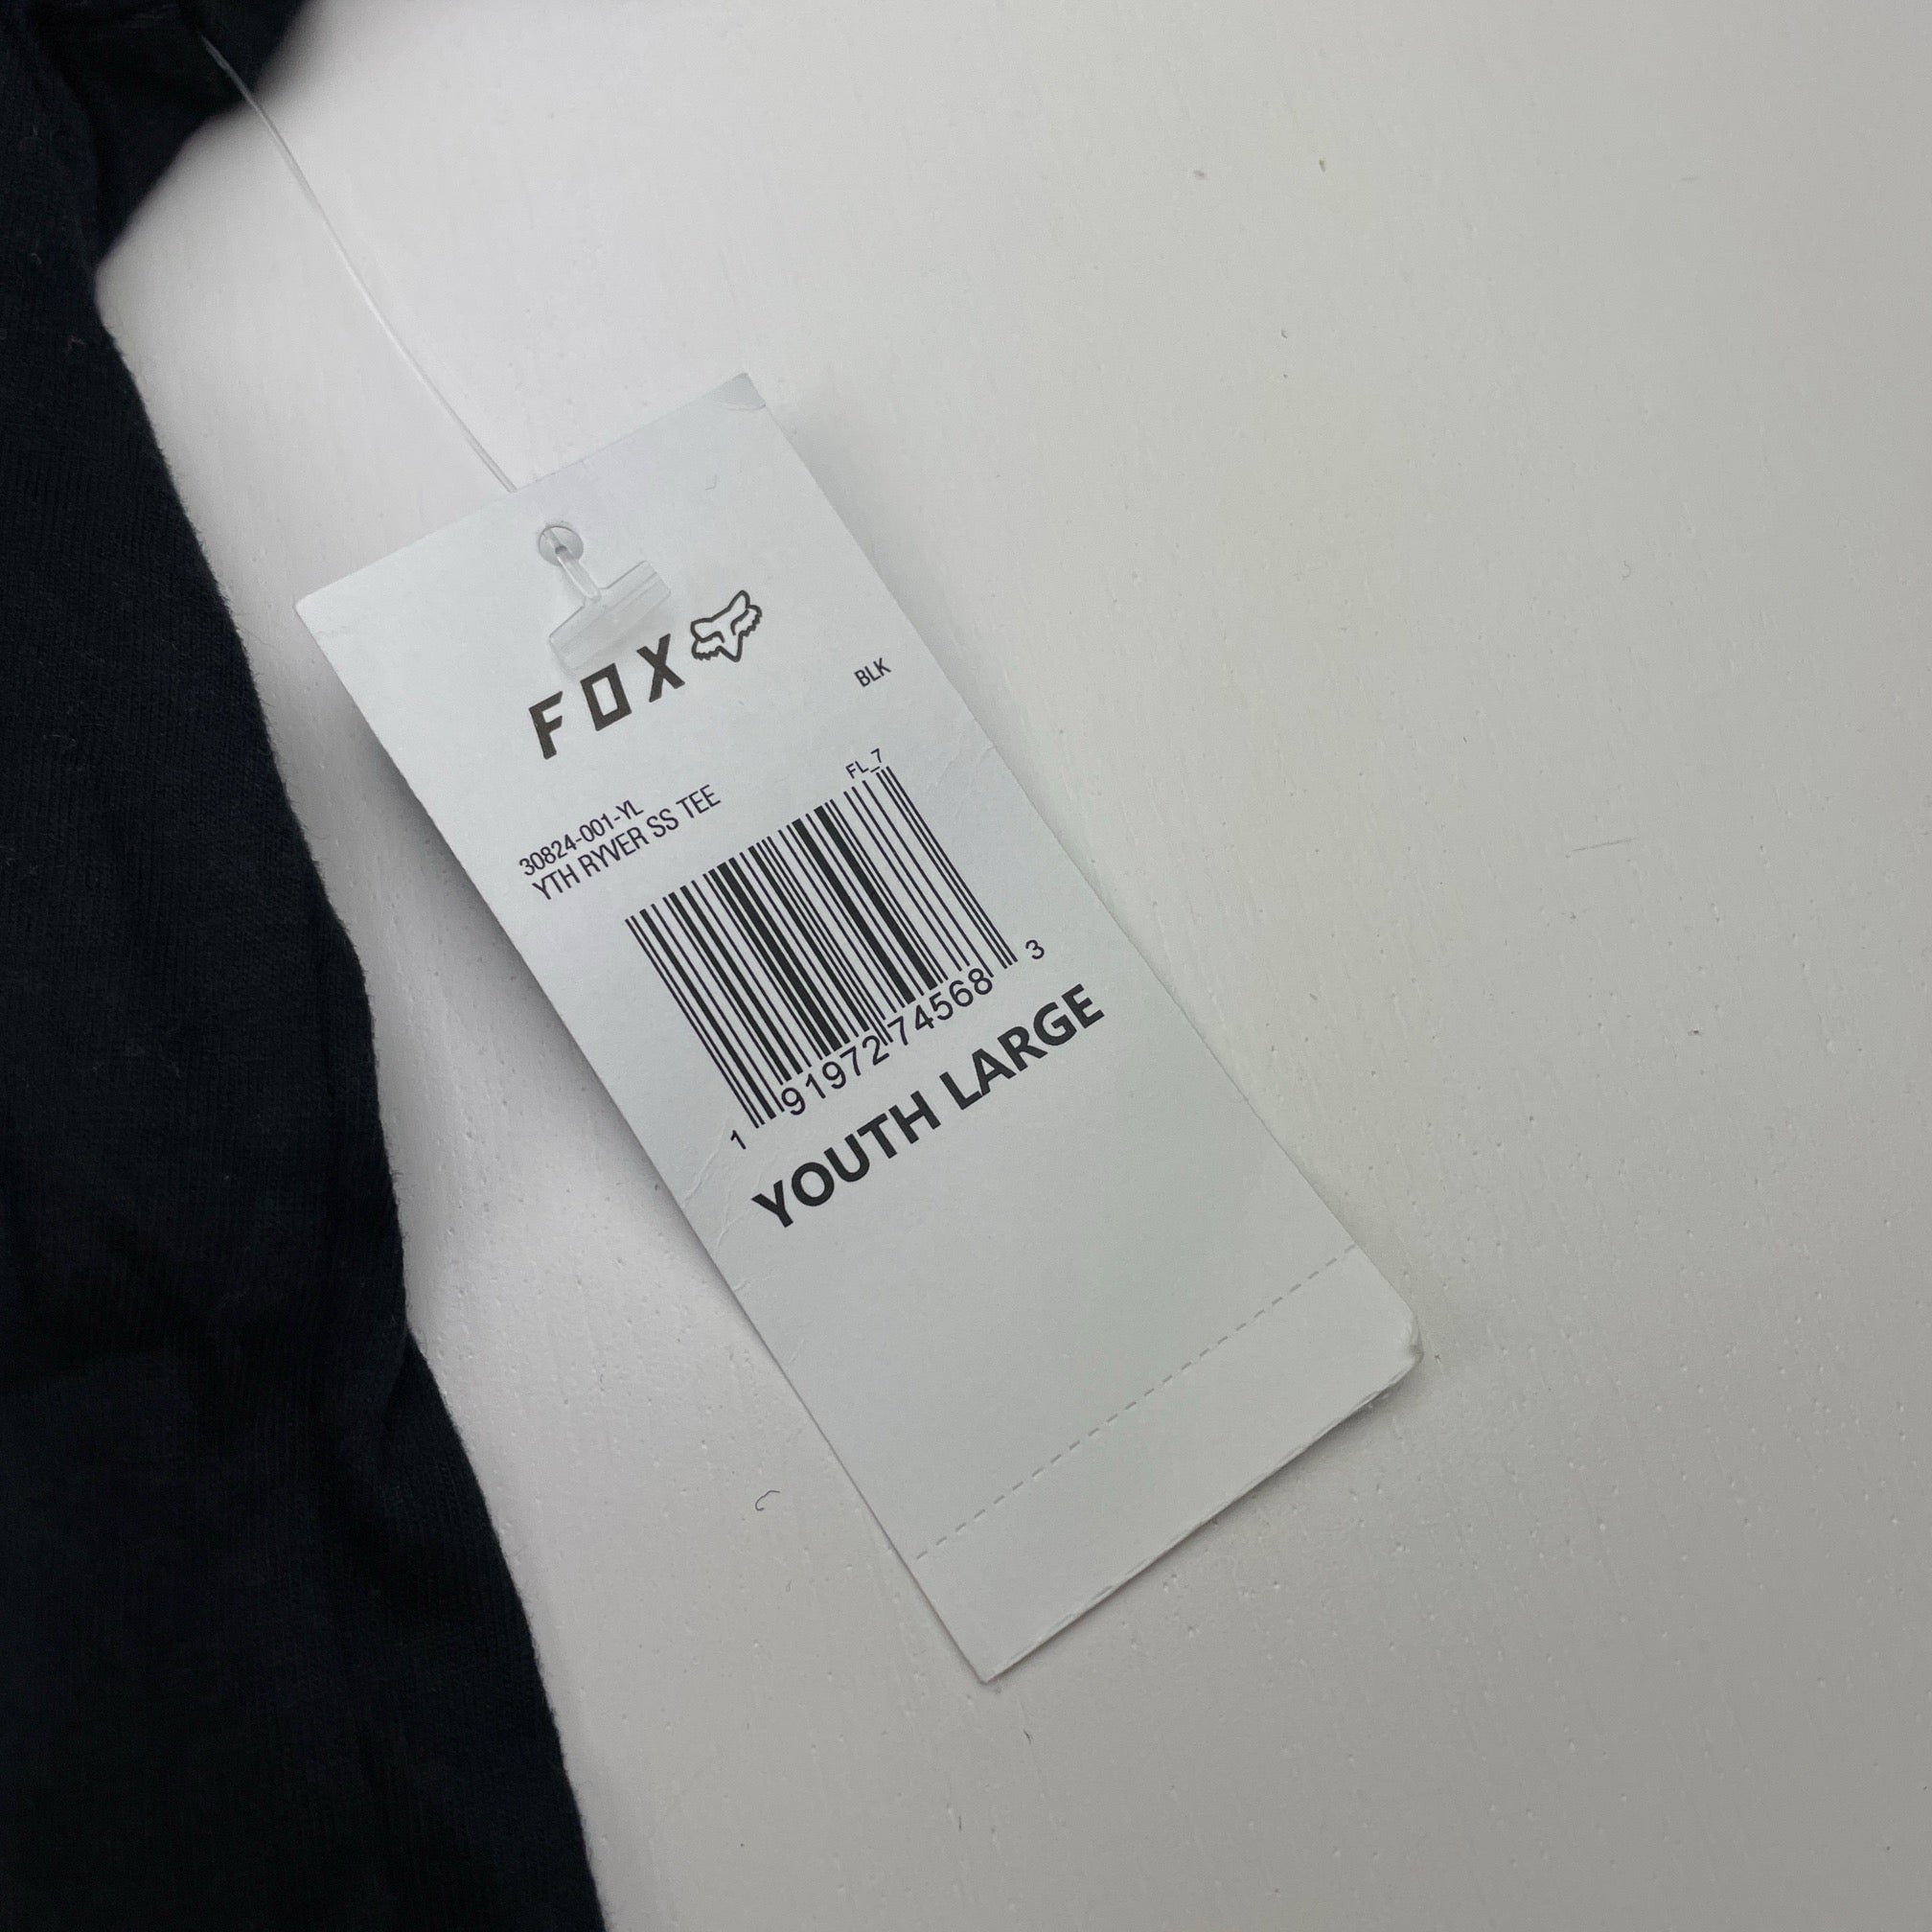 FOX
BLK
30824-001-YL
YTH RYVER SS TEE
FL_7
1 91972 74568 3
YOUTH LARGE